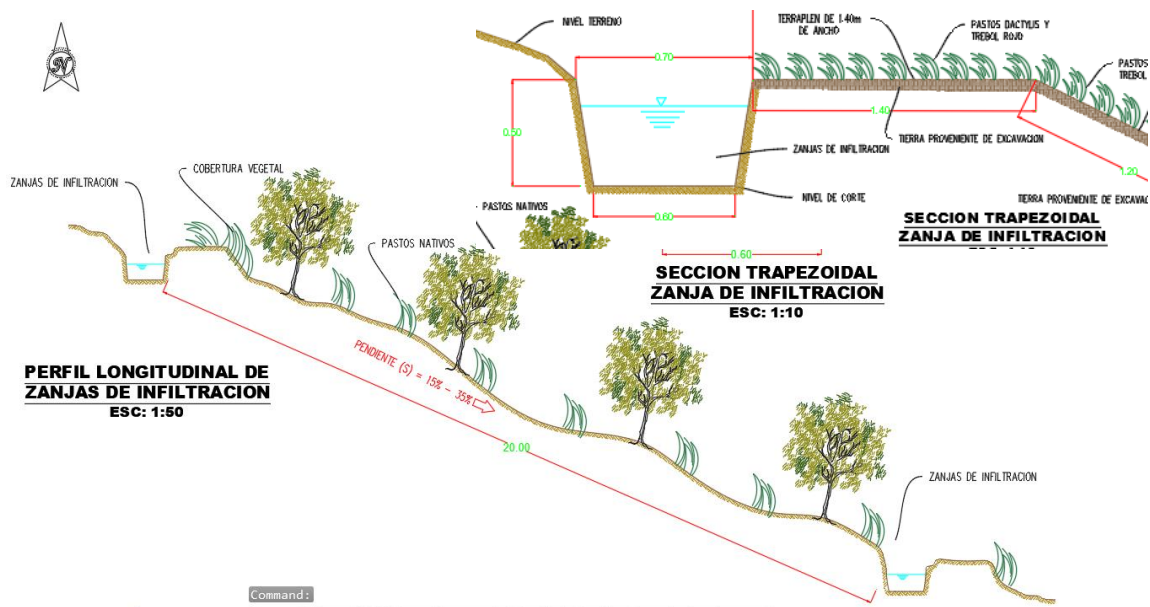 NIVEL TERRENO
TERRAPLEN DE 1.40m
DE ANCHO
PASTOS DACTYLIS Y
TREBOL ROJO
PASTOS
TREBOL
0.70
0.50
1.40
TIERRA PROVENIENTE DE EXCAVACION
ZANJAS DE INFILTRACION
1.20
NIVEL DE CORTE
0.60
PASTOS NATIVOS
TIERRA PROVENIENTE DE EXCAVAC
SECCION TRAPEZOIDAL
ZANJA DE INFILTRACION
0.60
SECCION TRAPEZOIDAL
ZANJA DE INFILTRACION
ESC: 1:10
COBERTURA VEGETAL
ZANJAS DE INFILTRACION
PASTOS NATIVOS
PENDIENTE (S) = 15% - 35%
PERFIL LONGITUDINAL DE
ZANJAS DE INFILTRACION
ESC: 1:50
20.00
ZANJAS DE INFILTRACION
Command: